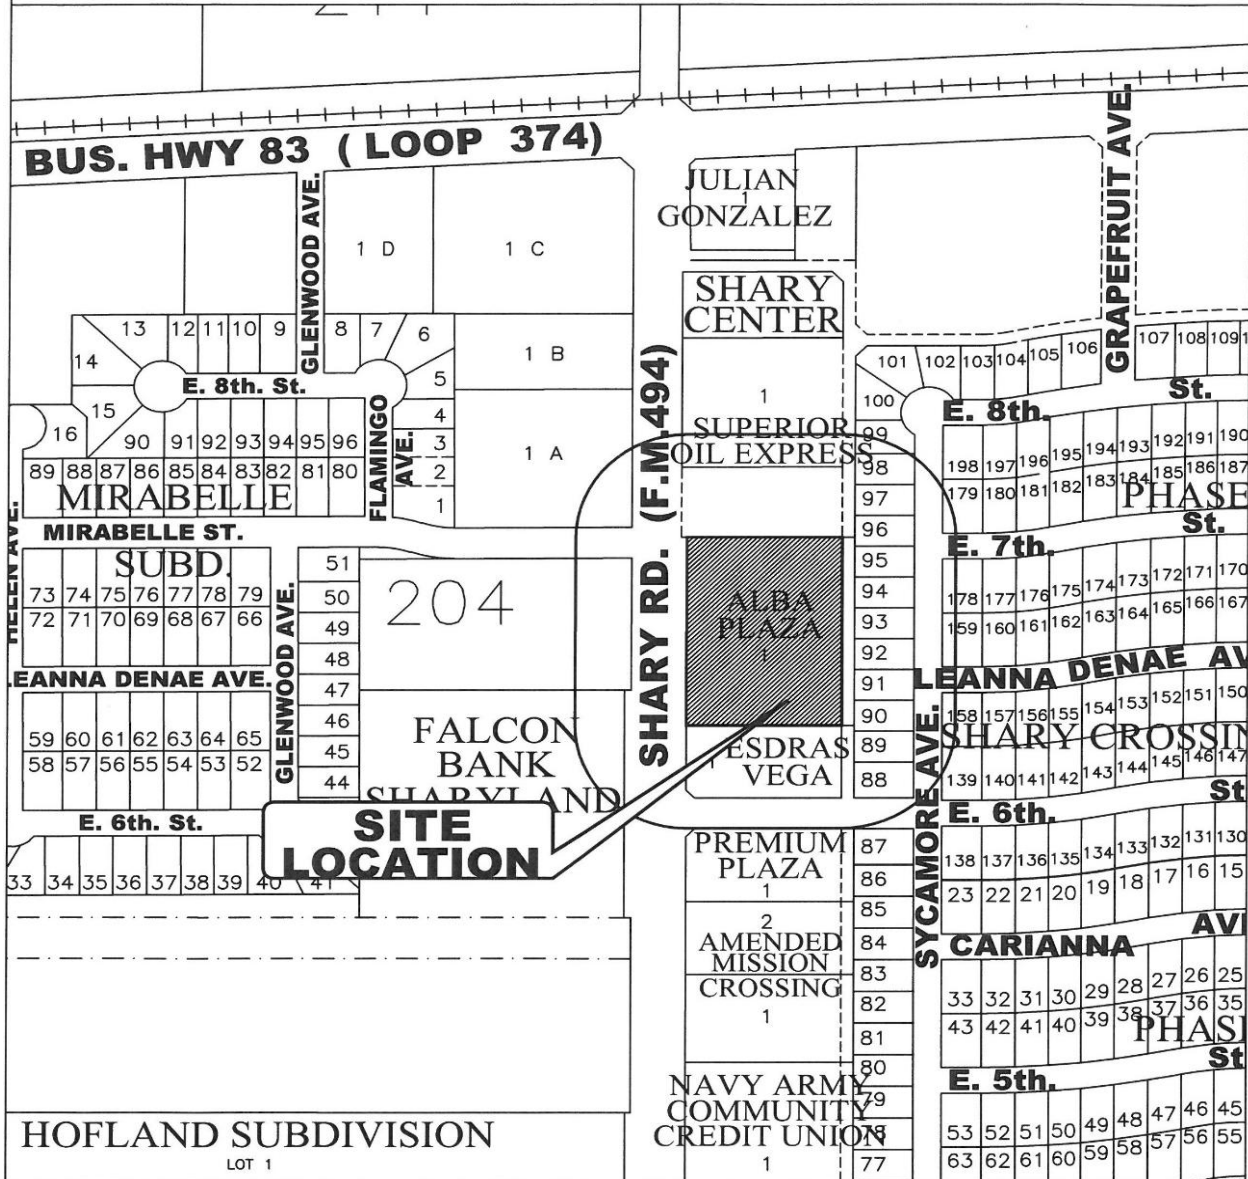 BUS. HWY 83 ( LOOP 374)
GLENWOOD AVE.
GRAPEFRUIT AVE.
JULIAN
1
GONZALEZ
1 D
1 C
SHARY
CENTER
13 12 11 10 9
8 7 6
1 B
14
E. 8th. St.
5
15
16
4
3
2
1
FLAMINGO
AVE.
1 A
90 91 92 93 94 95 96
89 88 87 86 85 84 83 82 81 80
MIRABELLE
MIRABELLE ST.
SUBD.
HELEN AVE.
73 74 75 76 77 78 79
72 71 70 69 68 67 66
LEANNA DENAE AVE.
59 60 61 62 63 64 65
58 57 56 55 54 53 52
E. 6th. St.
33 34 35 36 37 38 39 40 41
GLENWOOD AVE.
51
50
49
48
47
46
45
44
204
FALCON
BANK
SHARYLAND
SITE
LOCATION
SHARY RD. (F.M.494)
1
SUPERIOR
OIL EXPRESS
ALBA
PLAZA
1
ESDRAS
VEGA
1
PREMIUM
PLAZA
1
2
AMENDED
MISSION
CROSSING
1
NAVY ARMY
COMMUNITY
CREDIT UNION
1
101 102 103 104 105 106
107 108 109
100
99
98
97
96
95
94
93
92
91
90
89
88
87
86
85
84
83
82
81
80
79
78
77
SYCAMORE AVE.
E. 8th. St.
198 197 196 195 194 193 192 191 190
179 180 181 182 183 184 185 186 187
PHASE
E. 7th. St.
178 177 176 175 174 173 172 171 170
159 160 161 162 163 164 165 166 167
LEANNA DENAE AV
158 157 156 155 154 153 152 151 150
SHARY CROSSIN
139 140 141 142 143 144 145 146 147
E. 6th. St
138 137 136 135 134 133 132 131 130
23 22 21 20 19 18 17 16 15
CARIANNA AV
33 32 31 30 29 28 27 26 25
43 42 41 40 39 38 37 36 35
PHAS
E. 5th. St
53 52 51 50 49 48 47 46 45
63 62 61 60 59 58 57 56 55
HOFLAND SUBDIVISION
LOT 1